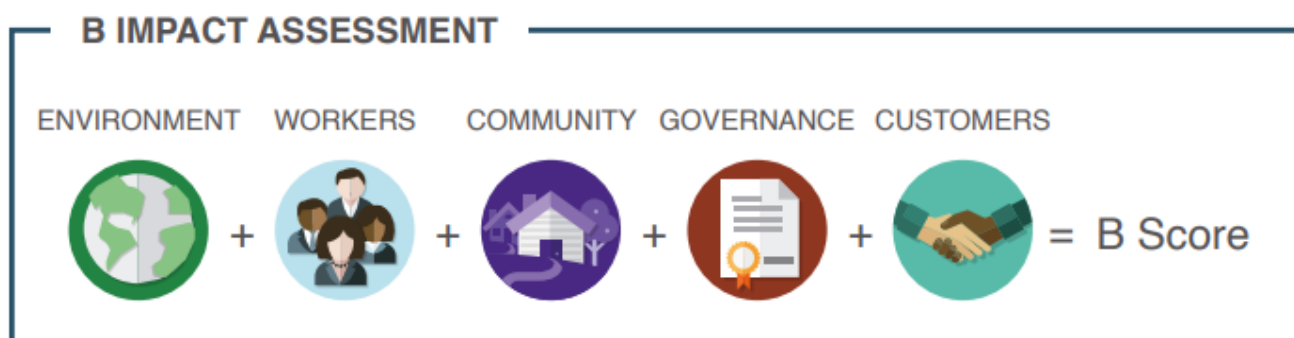 B IMPACT ASSESSMENT
ENVIRONMENT WORKERS COMMUNITY GOVERNANCE CUSTOMERS
+ + + + = B Score